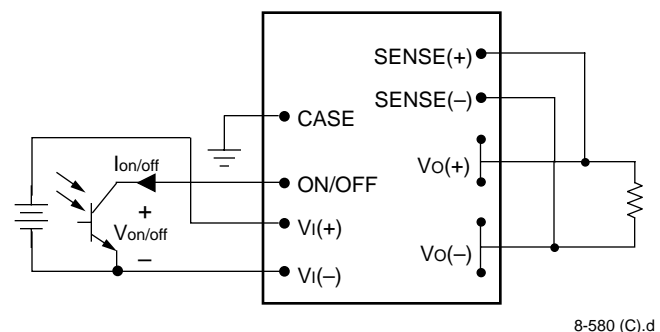 SENSE(+)
SENSE(–)
CASE
Ion/off
ON/OFF
VO(+)
+
Von/off
VI(+)
–
VI(–)
VO(–)
8-580 (C).d